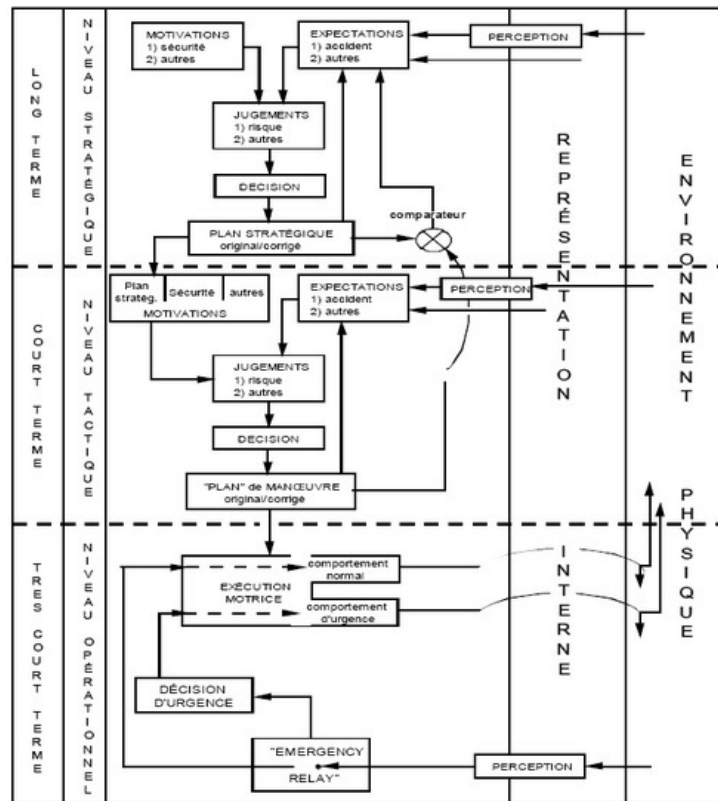 LONG TERME
NIVEAU STRATÉGIQUE
MOTIVATIONS
1) sécurité
2) autres
EXPECTATIONS
1) accident
2) autres
PERCEPTION
JUGEMENTS
1) risque
2) autres
DECISION
comparateur
PLAN STRATÉGIQUE
original/corrigé
COURT TERME
NIVEAU TACTIQUE
Plan
stratég.
Sécurité
autres
MOTIVATIONS
EXPECTATIONS
1) accident
2) autres
PERCEPTION
JUGEMENTS
1) risque
2) autres
DECISION
"PLAN" de MANŒUVRE
original/corrigé
TRES COURT TERME
NIVEAU OPÉRATIONNEL
EXÉCUTION
MOTRICE
comportement
normal
comportement
d'urgence
DÉCISION
D'URGENCE
"EMERGENCY
RELAY"
PERCEPTION
REPRÉSENTATION INTERNE
ENVIRONNEMENT PHYSIQUE